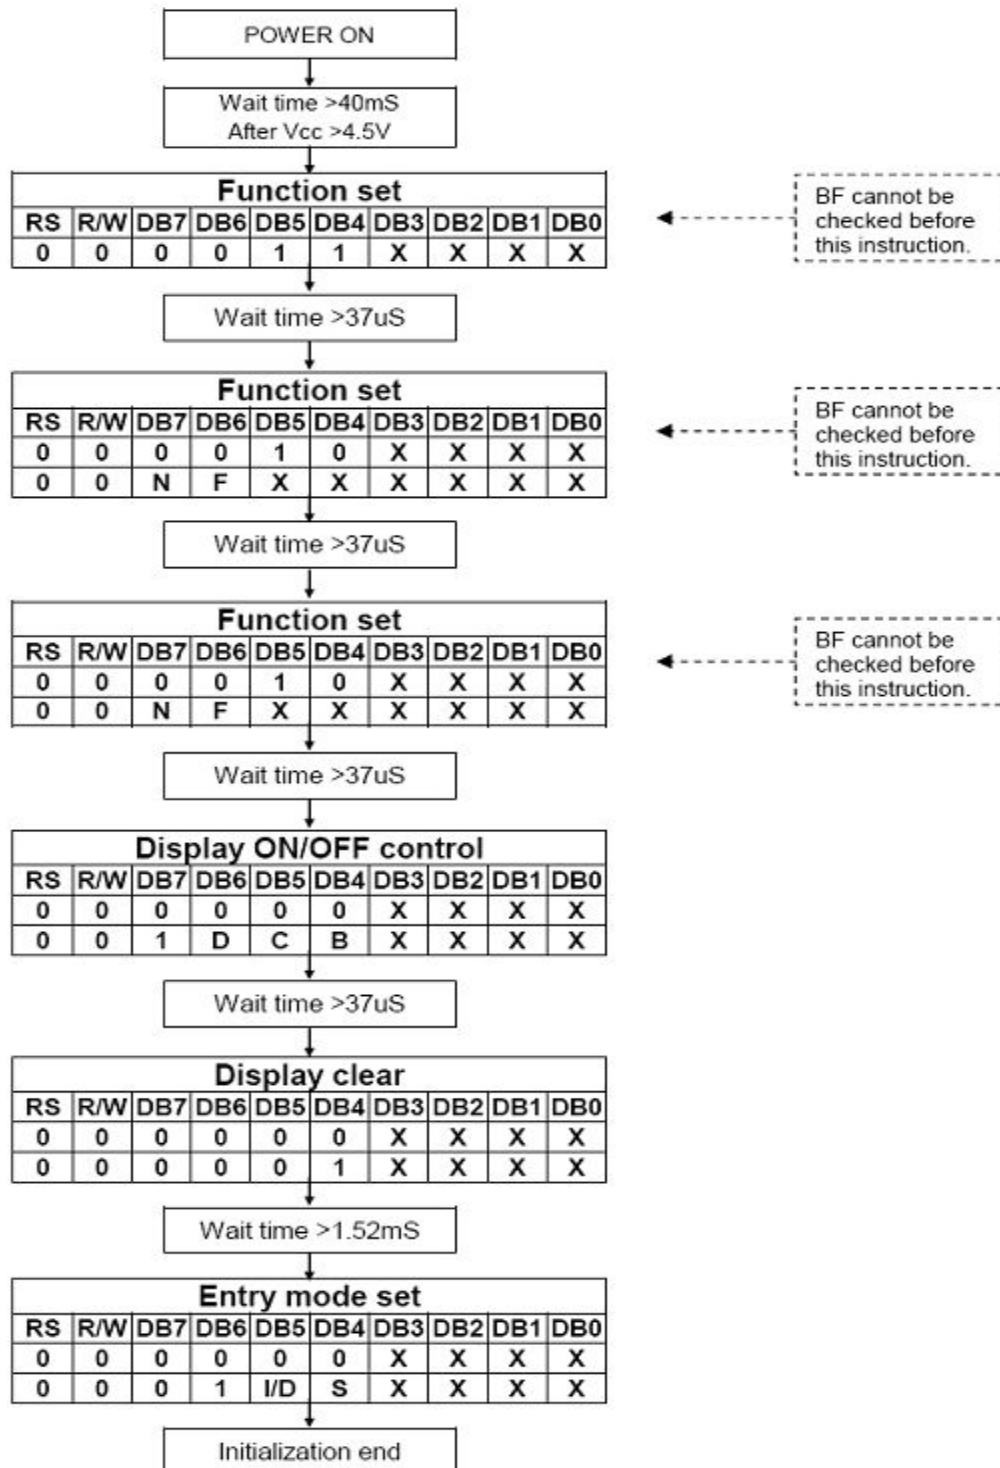 POWER ON
Wait time >40mS
After Vcc >4.5V
Function set
RS R/W DB7 DB6 DB5 DB4 DB3 DB2 DB1 DB0
0 0 0 0 1 1 X X X X
BF cannot be
checked before
this instruction.
Wait time >37uS
Function set
RS R/W DB7 DB6 DB5 DB4 DB3 DB2 DB1 DB0
0 0 0 0 1 0 X X X X
0 0 N F X X X X X X
BF cannot be
checked before
this instruction.
Wait time >37uS
Function set
RS R/W DB7 DB6 DB5 DB4 DB3 DB2 DB1 DB0
0 0 0 0 1 0 X X X X
0 0 N F X X X X X X
BF cannot be
checked before
this instruction.
Wait time >37uS
Display ON/OFF control
RS R/W DB7 DB6 DB5 DB4 DB3 DB2 DB1 DB0
0 0 0 0 0 0 X X X X
0 0 1 D C B X X X X
Wait time >37uS
Display clear
RS R/W DB7 DB6 DB5 DB4 DB3 DB2 DB1 DB0
0 0 0 0 0 0 X X X X
0 0 0 0 0 1 X X X X
Wait time >1.52mS
Entry mode set
RS R/W DB7 DB6 DB5 DB4 DB3 DB2 DB1 DB0
0 0 0 0 0 0 X X X X
0 0 0 1 I/D S X X X X
Initialization end